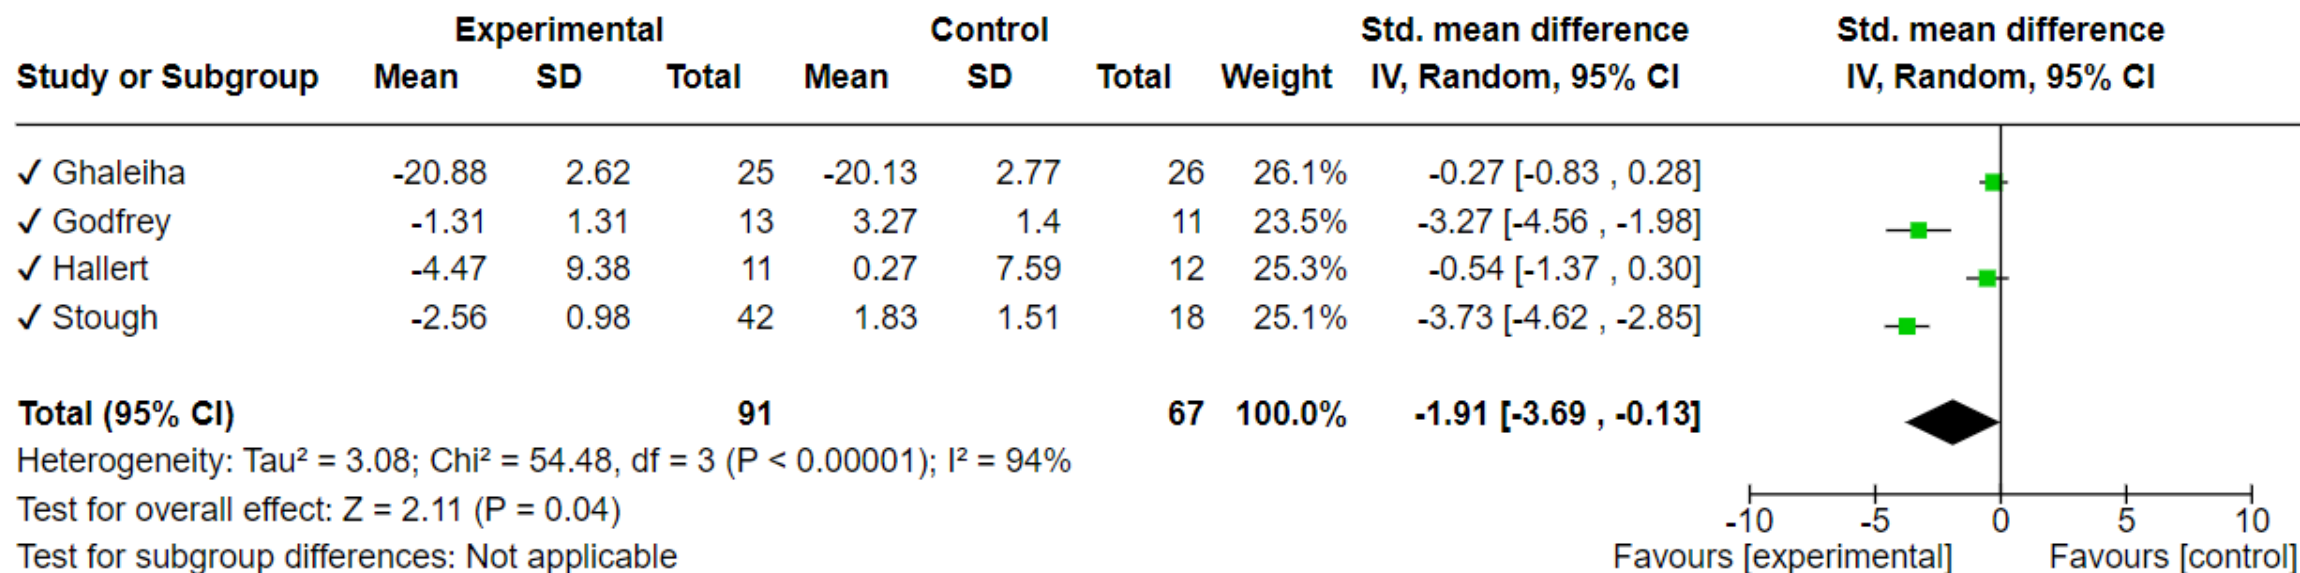 Experimental Control Std. mean difference Std. mean difference
Study or Subgroup Mean SD Total Mean SD Total Weight IV, Random, 95% CI IV, Random, 95% CI
✓ Ghaleiha -20.88 2.62 25 -20.13 2.77 26 26.1% -0.27 [-0.83 , 0.28]
✓ Godfrey -1.31 1.31 13 3.27 1.4 11 23.5% -3.27 [-4.56 , -1.98]
✓ Hallert -4.47 9.38 11 0.27 7.59 12 25.3% -0.54 [-1.37 , 0.30]
✓ Stough -2.56 0.98 42 1.83 1.51 18 25.1% -3.73 [-4.62 , -2.85]
Total (95% CI) 91 67 100.0% -1.91 [-3.69 , -0.13]
Heterogeneity: Tau² = 3.08; Chi² = 54.48, df = 3 (P < 0.00001); I² = 94%
Test for overall effect: Z = 2.11 (P = 0.04)
-10 -5 0 5 10
Test for subgroup differences: Not applicable
Favours [experimental] Favours [control]